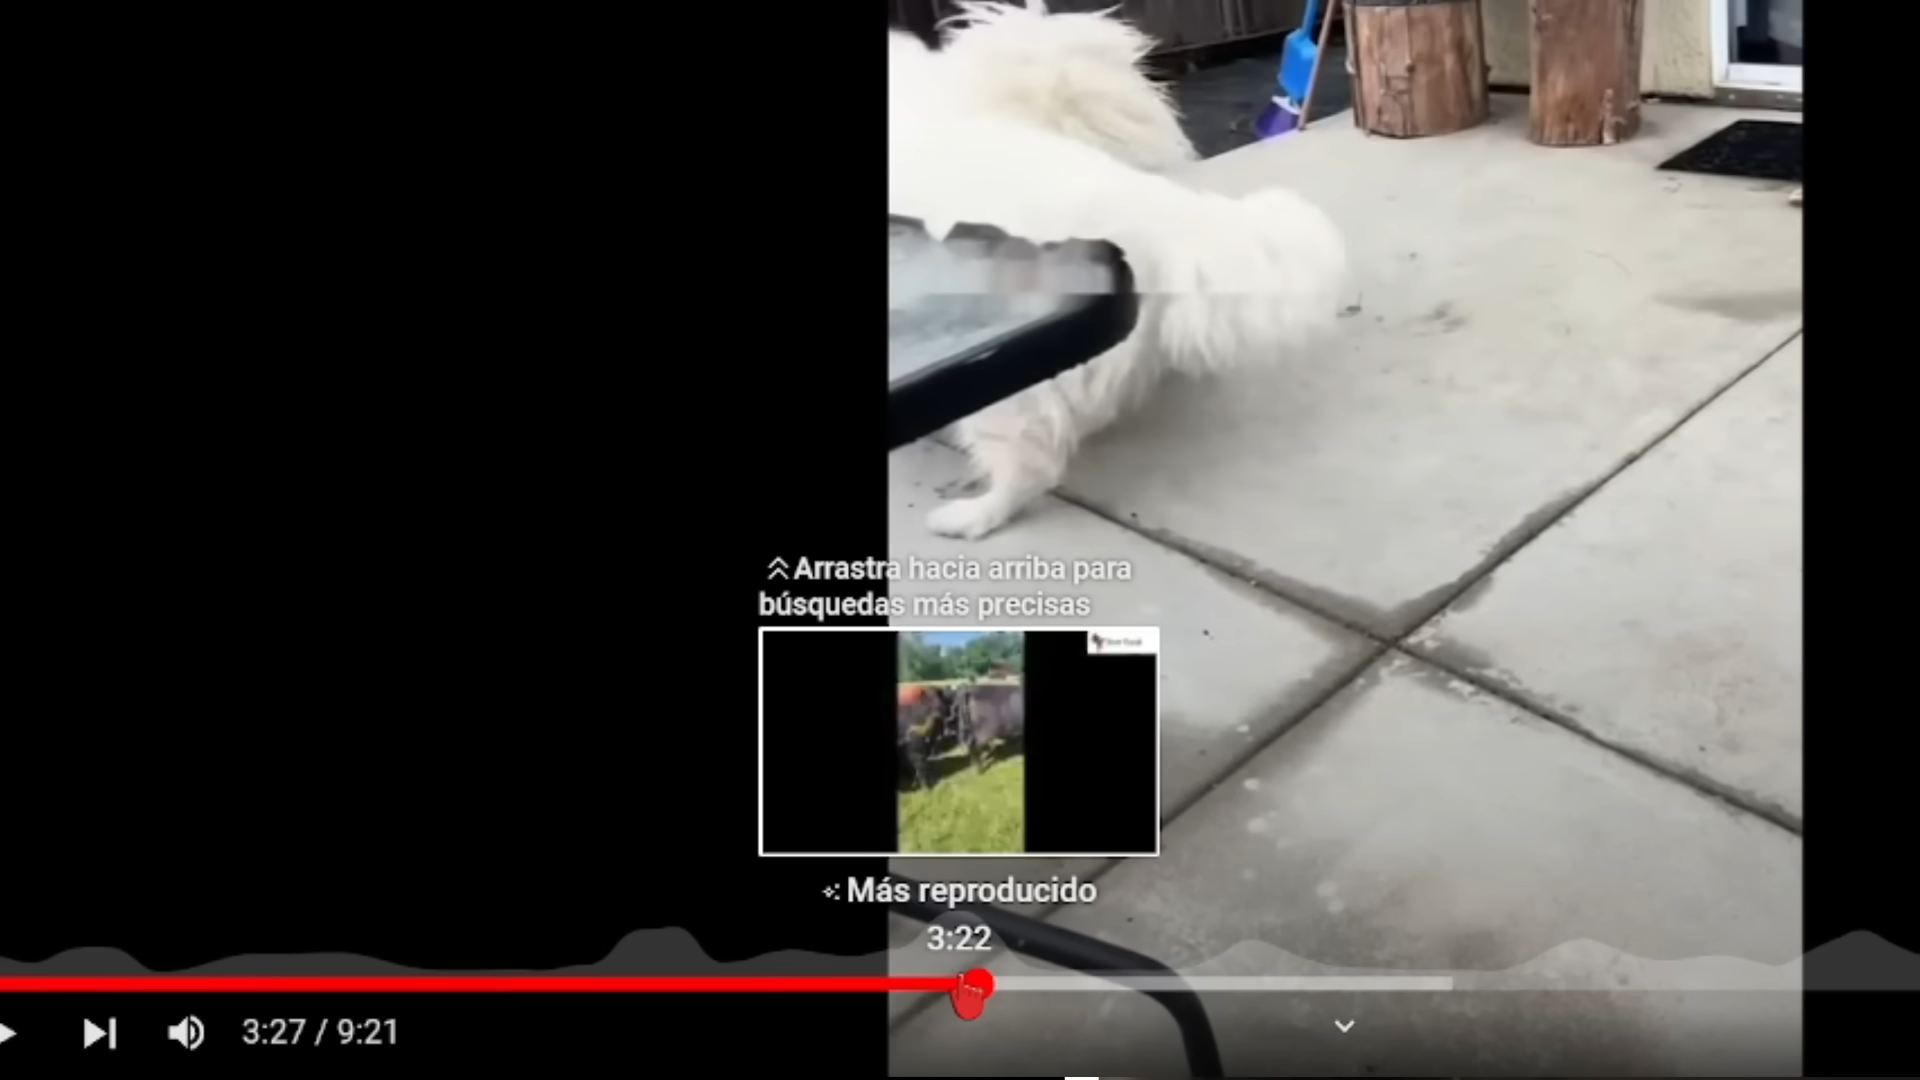 Arrastra hacia arriba para
búsquedas más precisas
Más reproducido
3:22
3:27 / 9:21